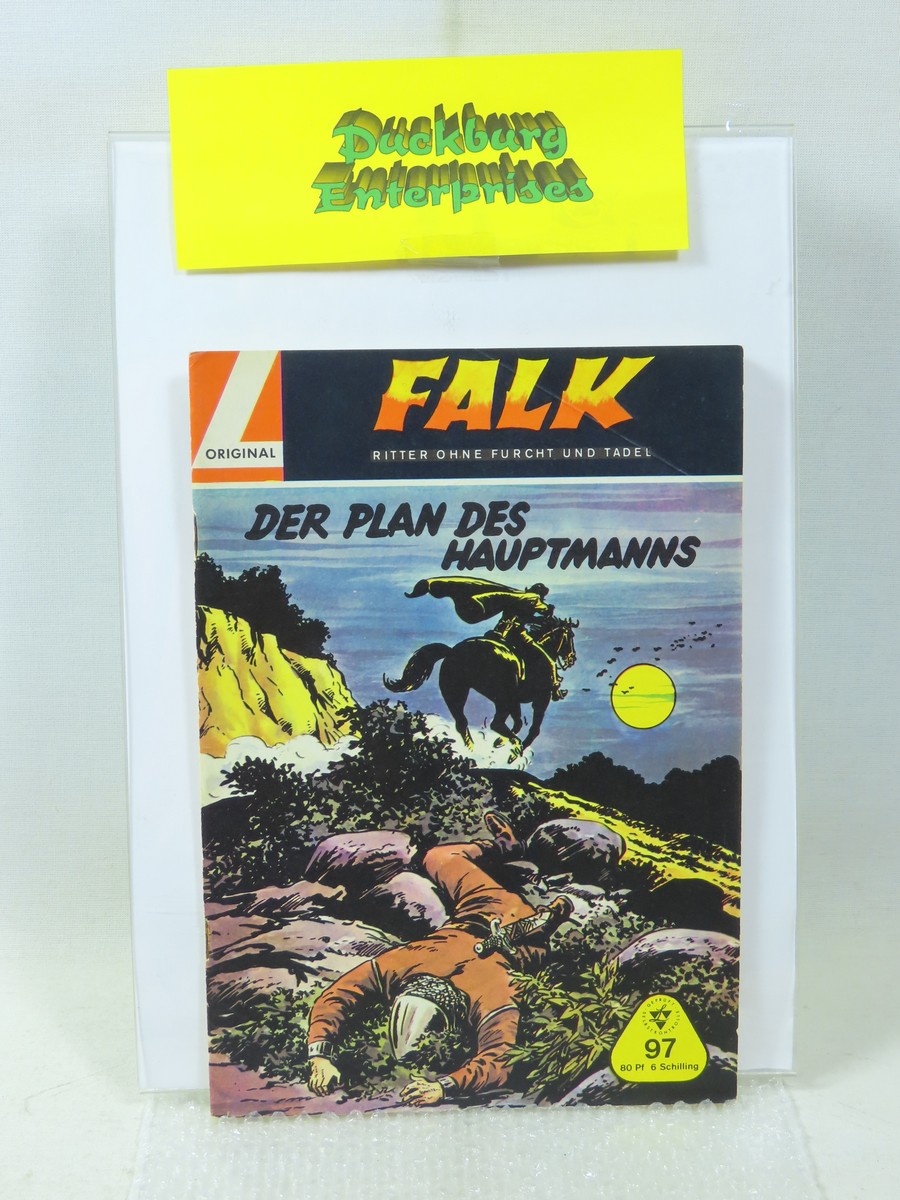 Duckburg
Enterprises
L
ORIGINAL
FALK
RITTER OHNE FURCHT UND TADEL
DER PLAN DES
HAUPTMANNS
97
80 Pf 6 Schilling